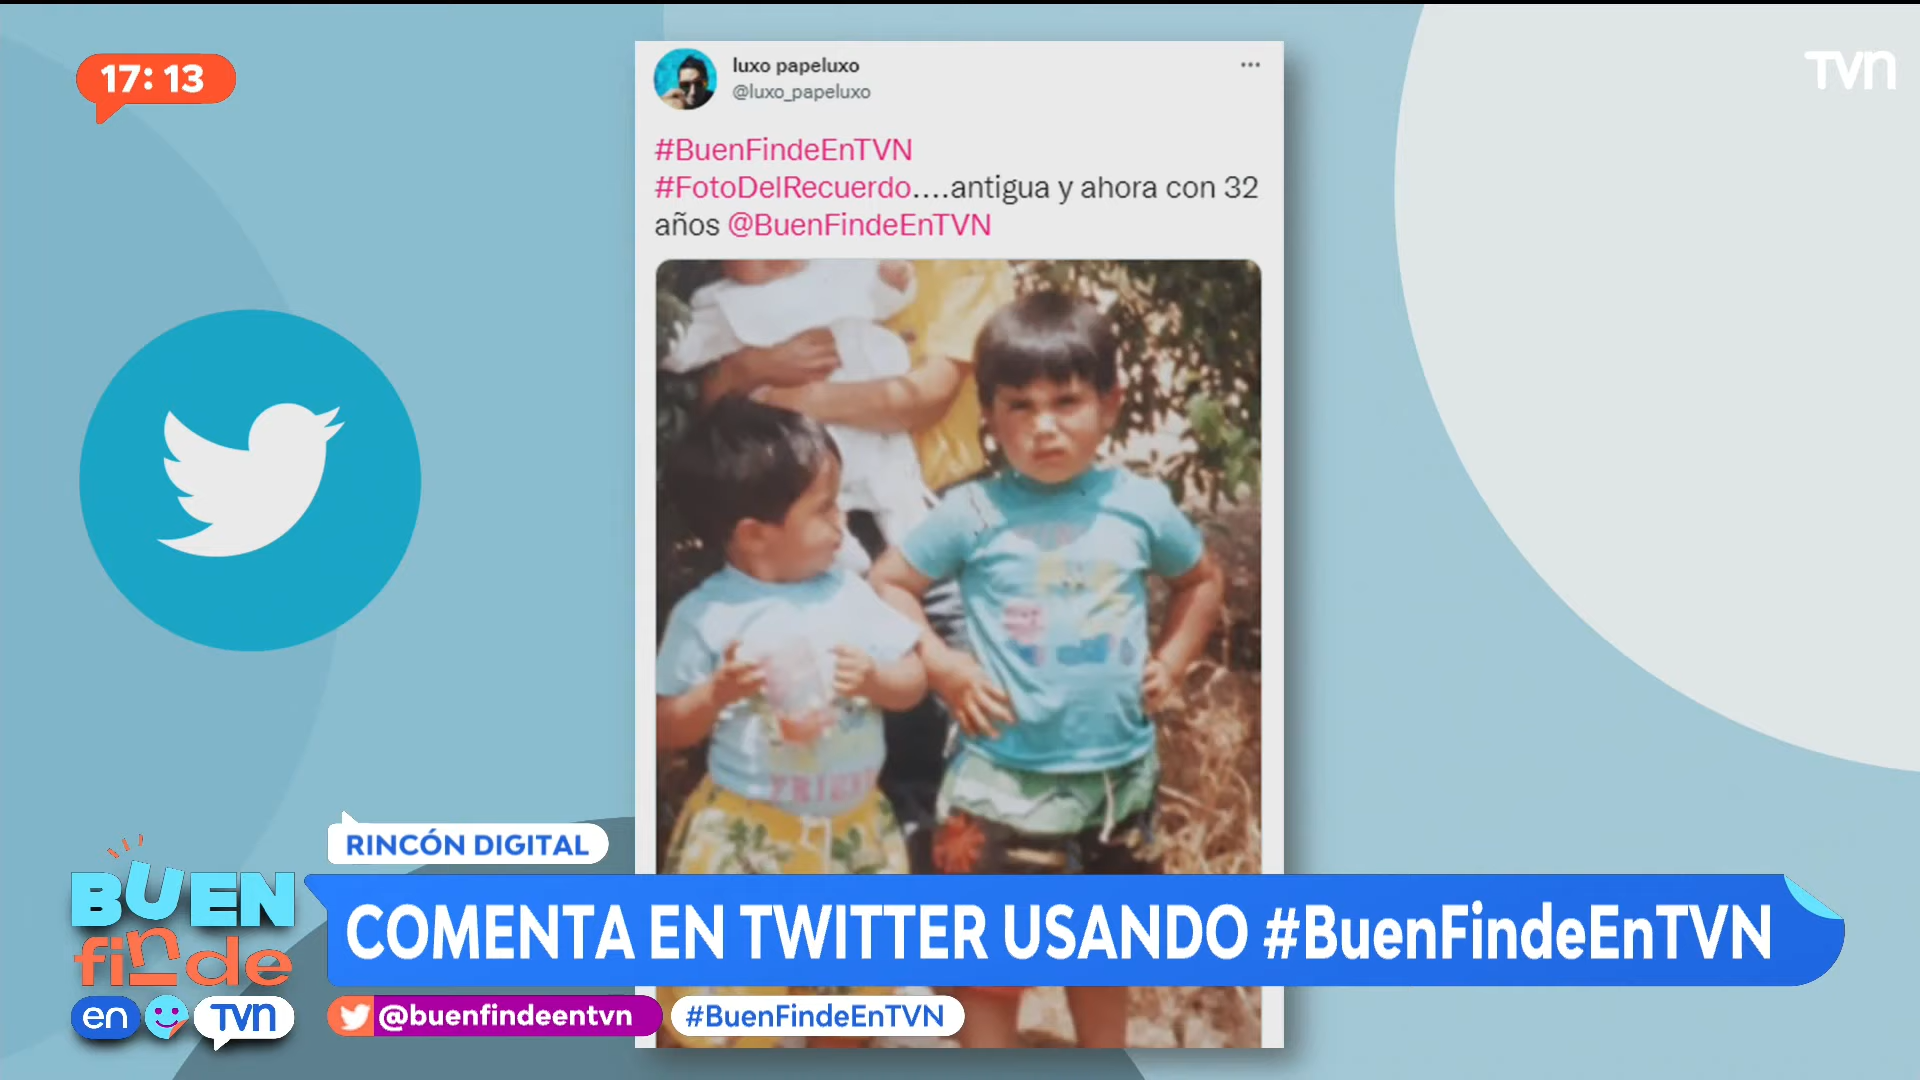 17: 13
TVN
luxo papeluxo
@luxo_papeluxo
#BuenFindeEnTVN
#FotoDelRecuerdo....antigua y ahora con 32
años @BuenFindeEnTVN
RINCÓN DIGITAL
BUEN
finde
en TVN
COMENTA EN TWITTER USANDO #BuenFindeEnTVN
@buenfindeentvn
#BuenFindeEnTVN